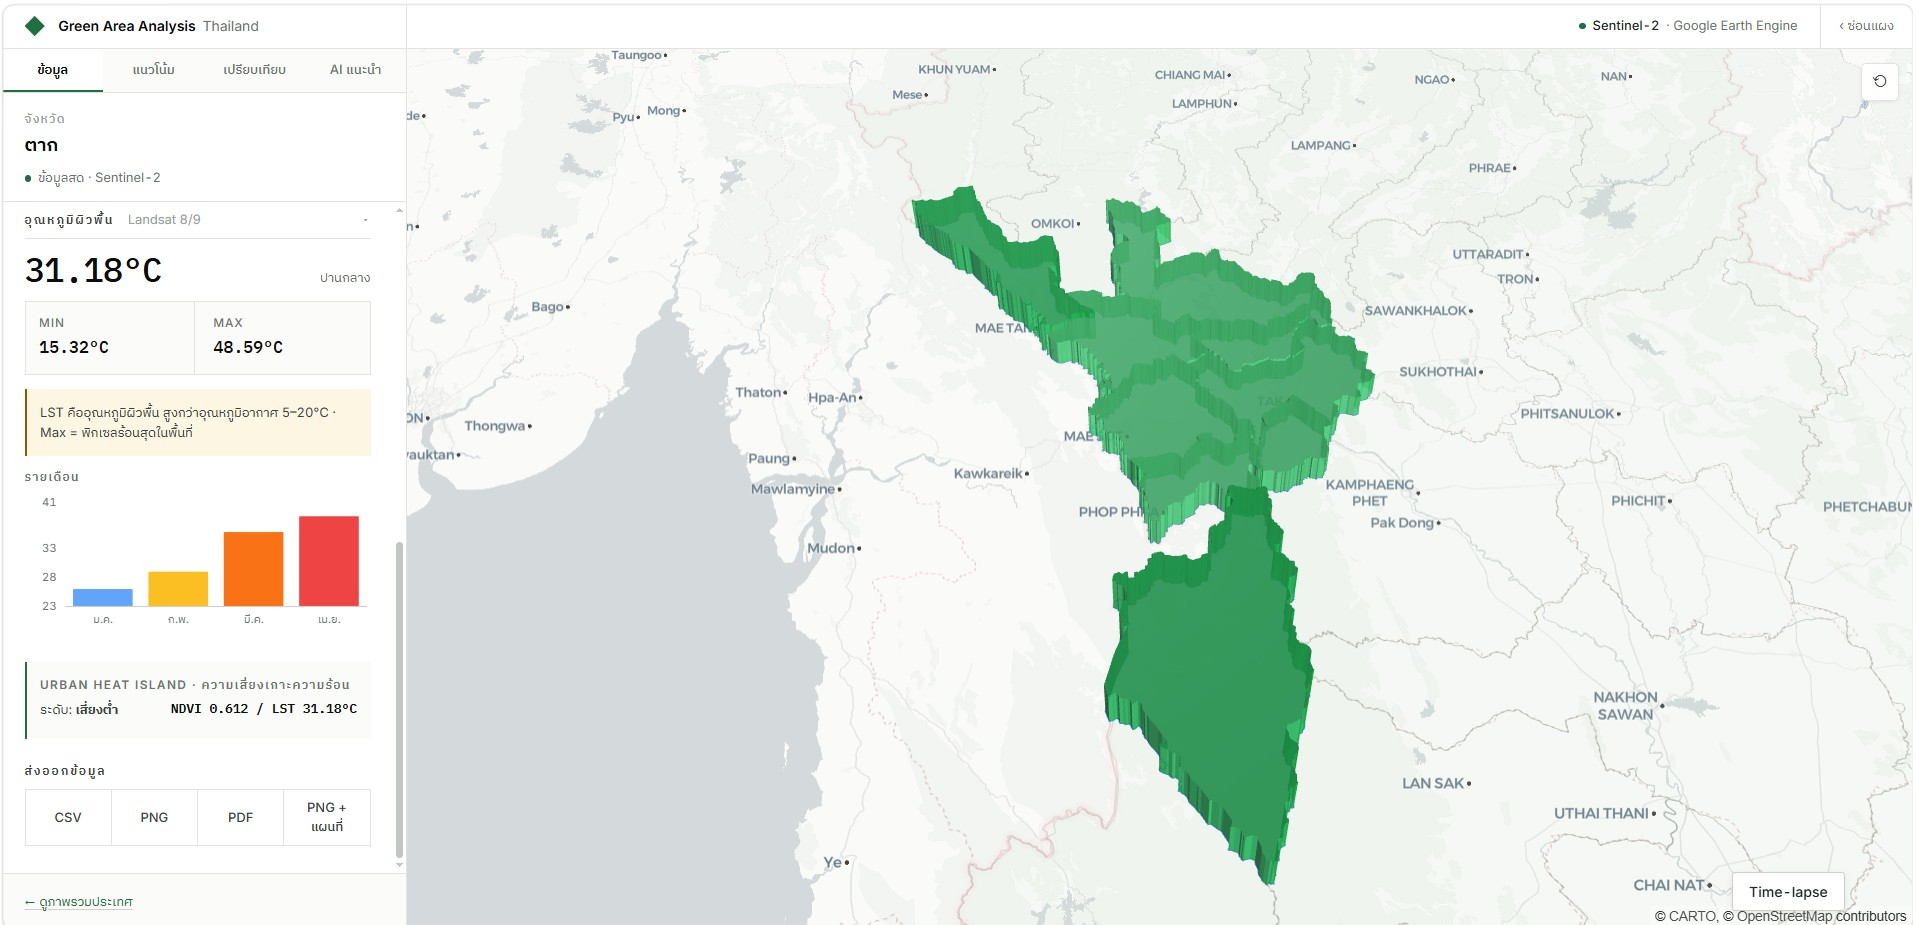 Green Area Analysis Thailand
Sentinel-2 · Google Earth Engine
‹ ซ่อนแผง
ข้อมูล
แนวโน้ม
เปรียบเทียบ
AI แนะนำ
จังหวัด
ตาก
ข้อมูลสด · Sentinel-2
อุณหภูมิผิวพื้น Landsat 8/9
31.18°C
ปานกลาง
MIN
15.32°C
MAX
48.59°C
LST คืออุณหภูมิผิวพื้น สูงกว่าอุณหภูมิอากาศ 5–20°C ·
Max = พิกเซลร้อนสุดในพื้นที่
รายเดือน
41
33
28
23
ม.ค.
ก.พ.
มี.ค.
เม.ย.
URBAN HEAT ISLAND · ความเสี่ยงเกาะความร้อน
ระดับ: เสี่ยงต่ำ
NDVI 0.612 / LST 31.18°C
ส่งออกข้อมูล
CSV
PNG
PDF
PNG +
แผนที่
← ดูภาพรวมประเทศ
Taungoo
KHUN YUAM
CHIANG MAI
NGAO
NAN
Mese
LAMPHUN
de
Pyu
Mong
LAMPANG
PHRAE
n
OMKOI
UTTARADIT
TRON
Bago
MAE TAN
SAWANKHALOK
SUKHOTHAI
Thaton
Hpa-An
TAK
ON
Thongwa
PHITSANULOK
MAE S
auktan
Paung
Kawkareik
Mawlamyine
KAMPHAENG
PHET
PHICHIT
PHETCHABUN
PHOP PHRA
Pak Dong
Mudon
NAKHON
SAWAN
LAN SAK
UTHAI THANI
Ye
CHAI NAT
Time-lapse
© CARTO, © OpenStreetMap contributors